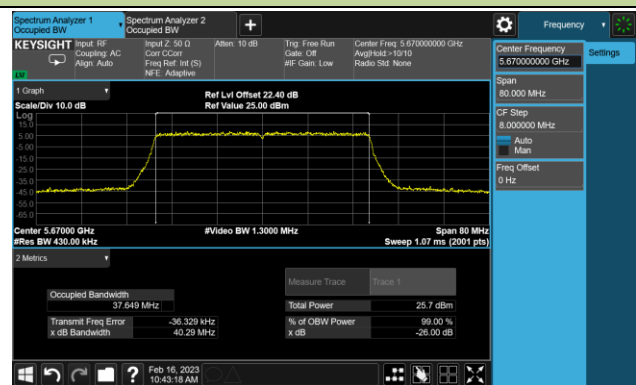 Spectrum Analyzer 1
Occupied BW
Spectrum Analyzer 2
Occupied BW
Frequency
KEYSIGHT
Input: RF
Coupling: AC
Align: Auto
Input Z: 50 Ω
Corr CCorr
Freq Ref: Int (S)
NFE: Adaptive
Atten: 10 dB
Trig: Free Run
Gate: Off
#IF Gain: Low
Center Freq: 5.670000000 GHz
Avg|Hold:>10/10
Radio Std: None
Center Frequency
5.670000000 GHz
Settings
Span
80.000 MHz
CF Step
8.000000 MHz
Auto
Man
Freq Offset
0 Hz
1 Graph
Ref Lvl Offset 22.40 dB
Scale/Div 10.0 dB
Ref Value 25.00 dBm
Log
15.0
5.00
-5.00
-15.0
-25.0
-35.0
-45.0
-55.0
-65.0
Center 5.67000 GHz
#Video BW 1.3000 MHz
Span 80 MHz
#Res BW 430.00 kHz
Sweep 1.07 ms (2001 pts)
2 Metrics
Measure Trace
Trace 1
Occupied Bandwidth
37.649 MHz
Total Power
25.7 dBm
Transmit Freq Error
-36.329 kHz
% of OBW Power
99.00 %
x dB Bandwidth
40.29 MHz
x dB
-26.00 dB
Feb 16, 2023
10:43:18 AM